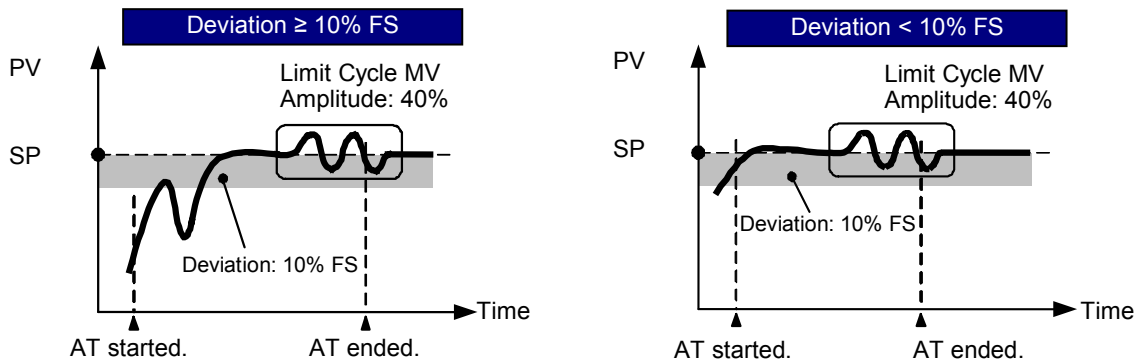 Deviation ≥ 10% FS
PV
Limit Cycle MV
Amplitude: 40%
SP
Deviation: 10% FS
Time
AT started.
AT ended.
Deviation < 10% FS
PV
Limit Cycle MV
Amplitude: 40%
SP
Deviation: 10% FS
Time
AT started.
AT ended.